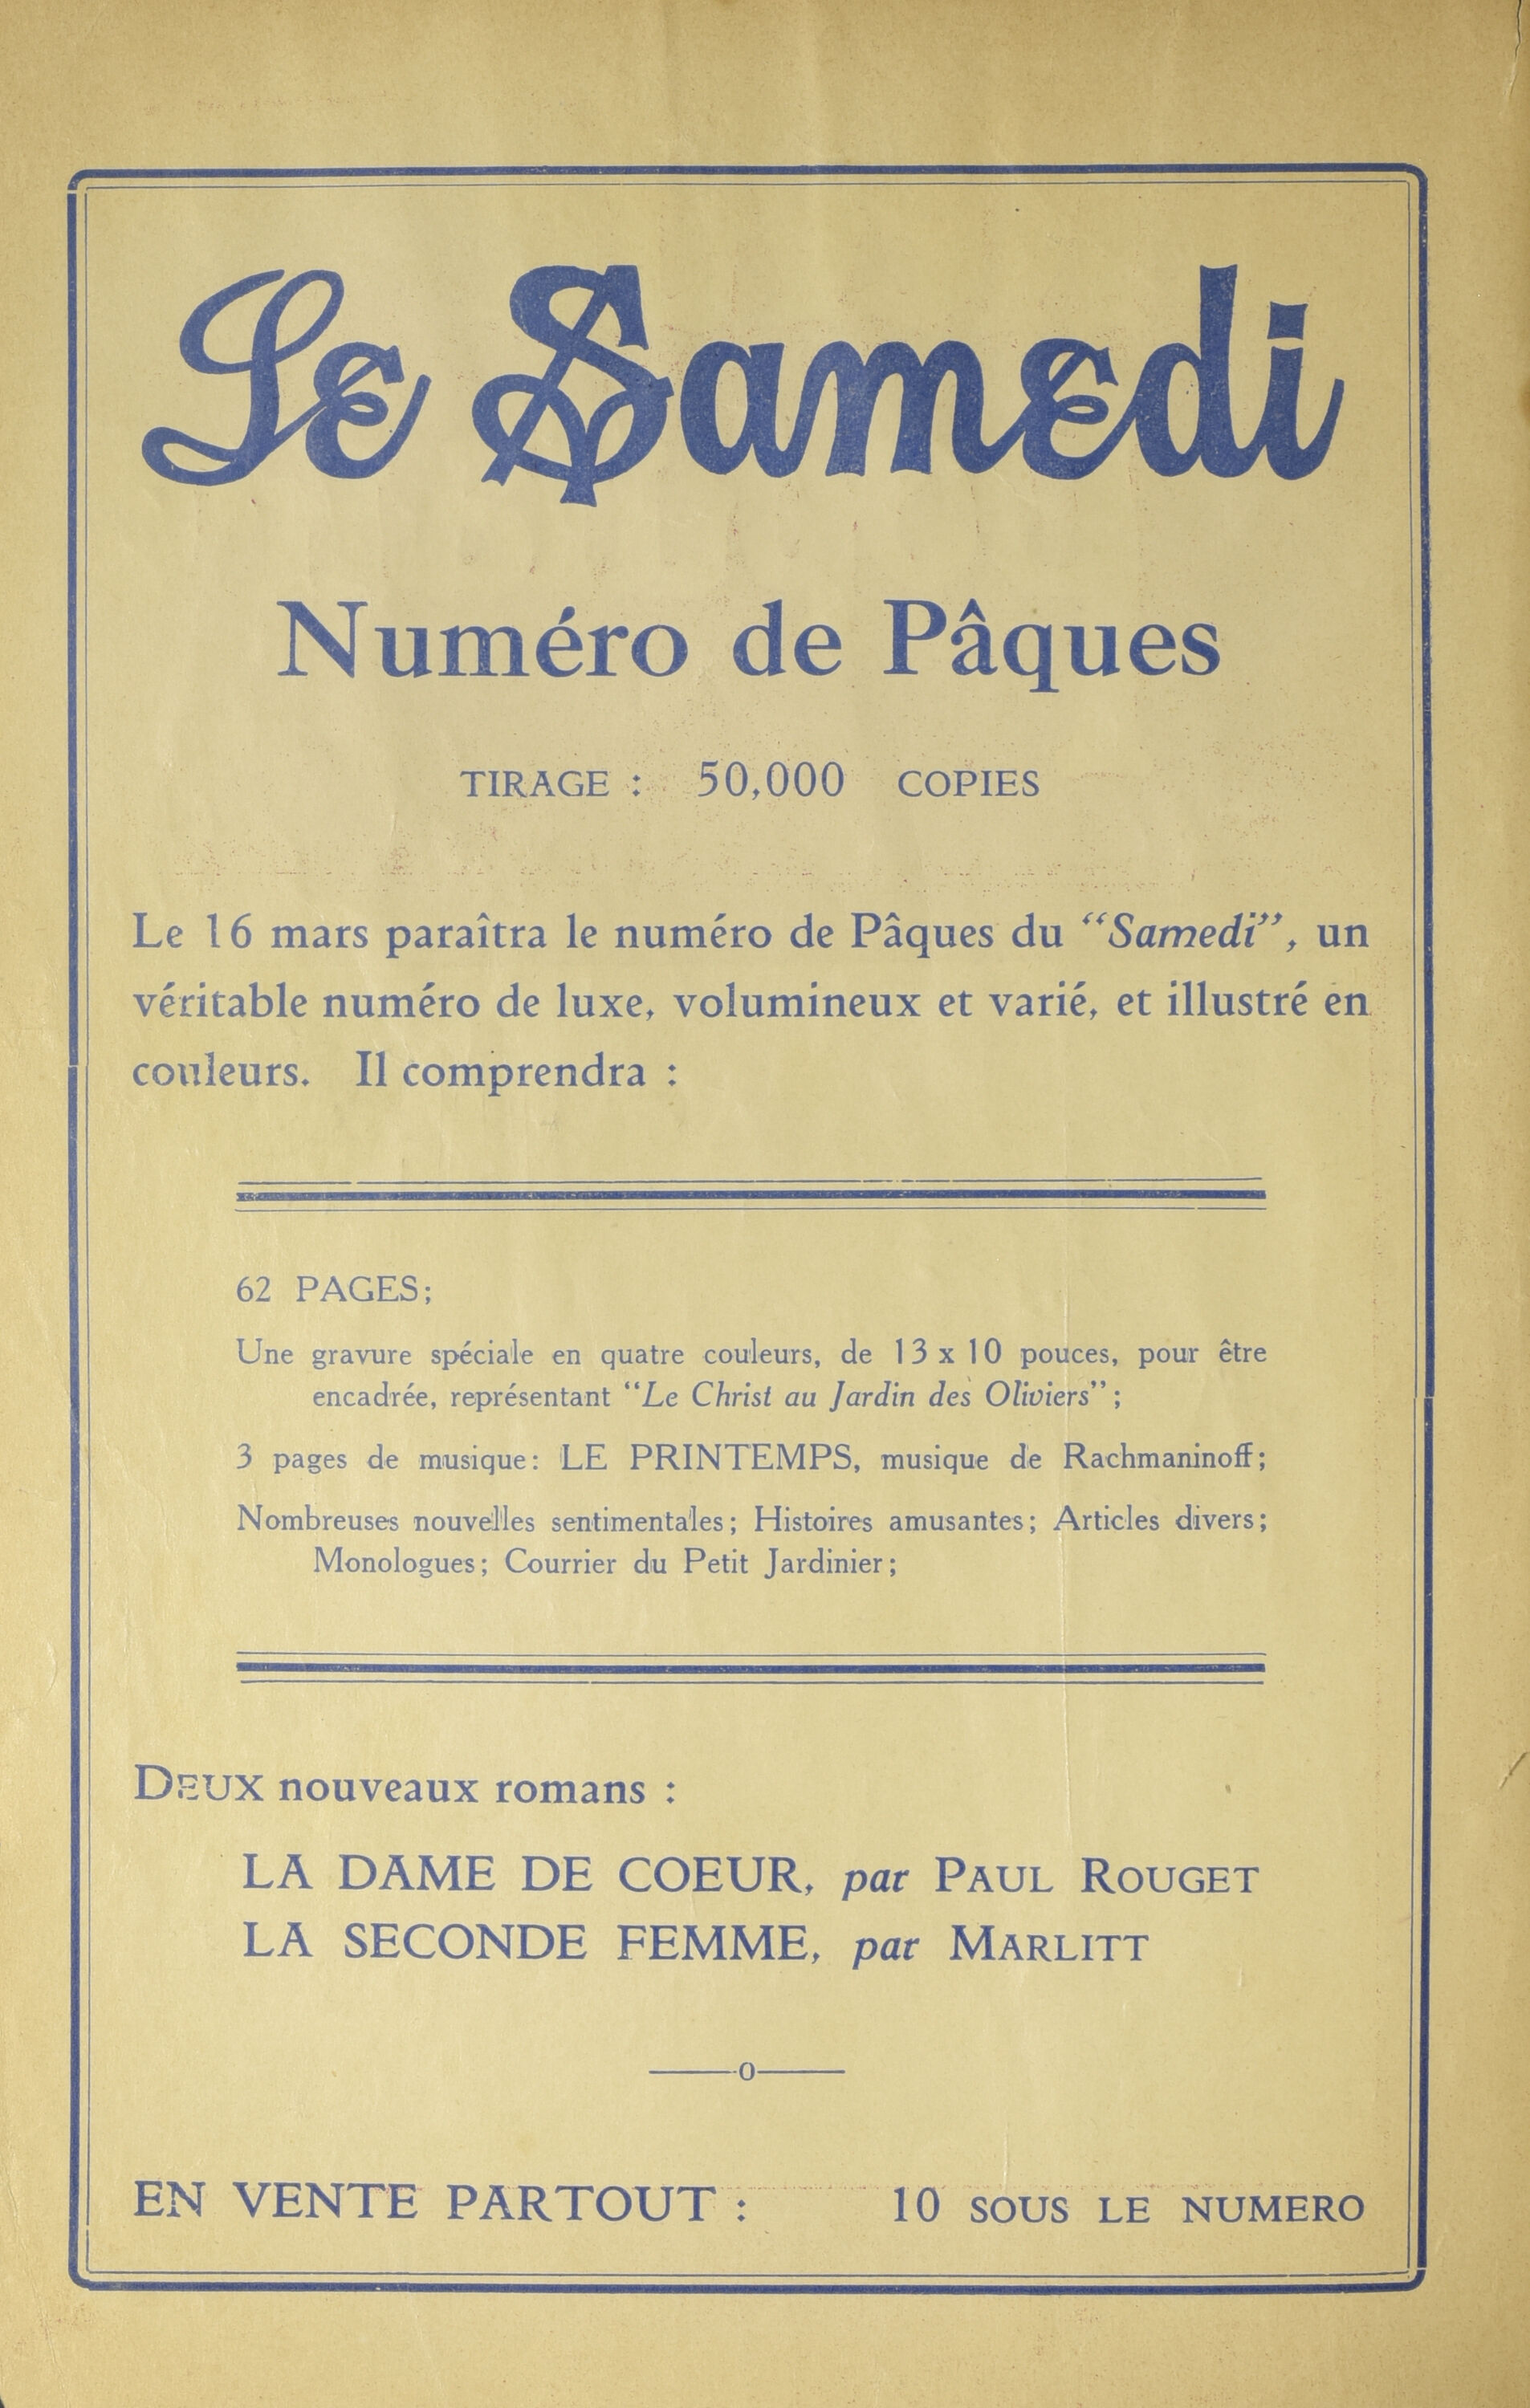 Le Samedi
Numéro de Pâques
TIRAGE : 50,000 COPIES
Le 16 mars paraîtra le numéro de Pâques du “Samedi”, un
véritable numéro de luxe, volumineux et varié, et illustré en
couleurs. Il comprendra :
62 PAGES;
Une gravure spéciale en quatre couleurs, de 13 x 10 pouces, pour être
encadrée, représentant “Le Christ au Jardin des Oliviers”;
3 pages de musique: LE PRINTEMPS, musique de Rachmaninoff;
Nombreuses nouvelles sentimentales; Histoires amusantes; Articles divers;
Monologues; Courrier du Petit Jardinier;
DEUX nouveaux romans :
LA DAME DE COEUR, par PAUL ROUGET
LA SECONDE FEMME, par MARLITT
—o—
EN VENTE PARTOUT : 10 SOUS LE NUMERO